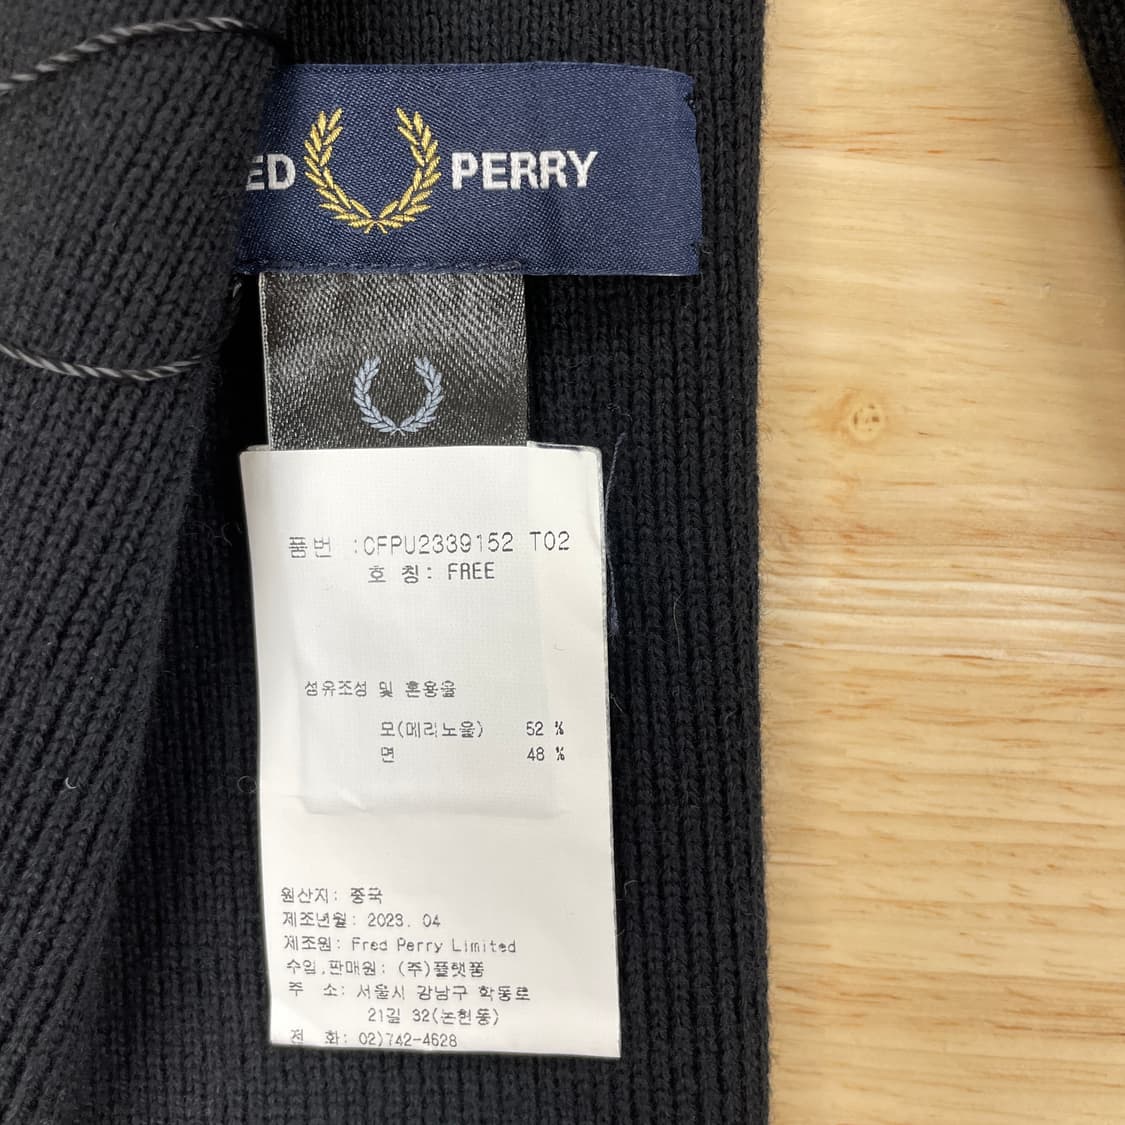 ED PERRY
품번 :CFPU2339152 T02
호 칭: FREE
섬유조성 및 혼용율
모(메리노울) 52 %
면 48 %
원산지: 중국
제조년월: 2023. 04
제조원: Fred Perry Limited
수입,판매원: (주)플랫폼
주 소: 서울시 강남구 학동로
21길 32(논현동)
전 화: 02)742-4628